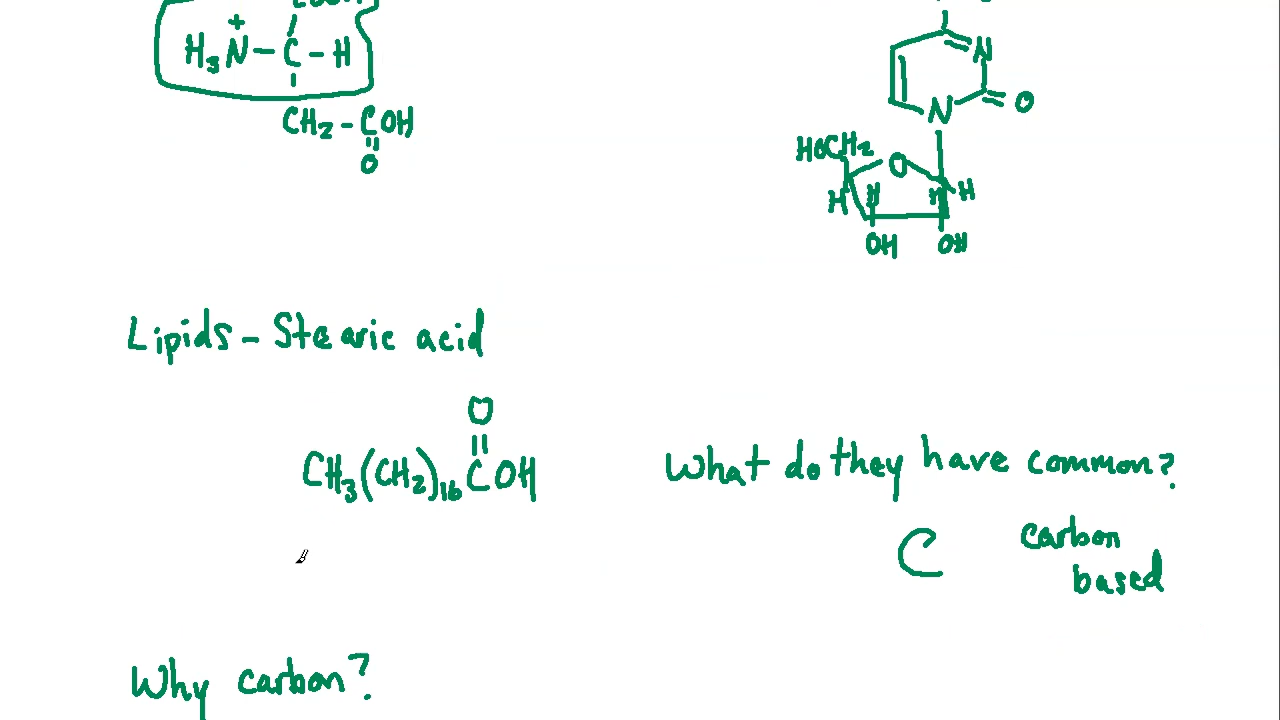 H3N+ – C – H
CH2 – COH
O
N
N
O
HOCH2
O
H
H
H
H
OH
OH
Lipids – Stearic acid
O
CH3(CH2)16COH
What do they have common?
C
carbon
based
Why carbon?